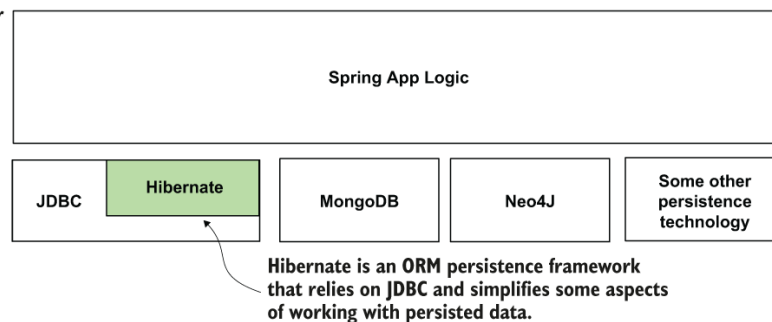 r
Spring App Logic
JDBC
Hibernate
MongoDB
Neo4J
Some other
persistence
technology
Hibernate is an ORM persistence framework
that relies on JDBC and simplifies some aspects
of working with persisted data.